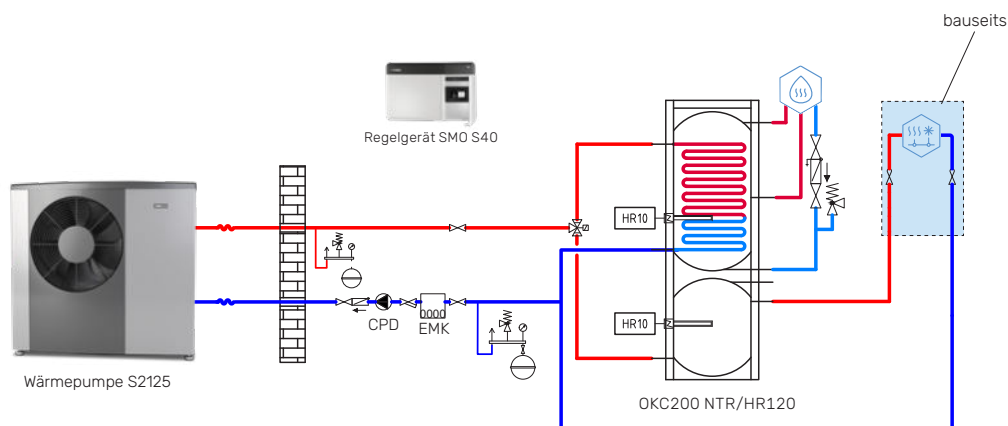 bauseits
Regelgerät SMO S40
HR10
HR10
CPD
EMK
Wärmepumpe S2125
OKC200 NTR/HR120